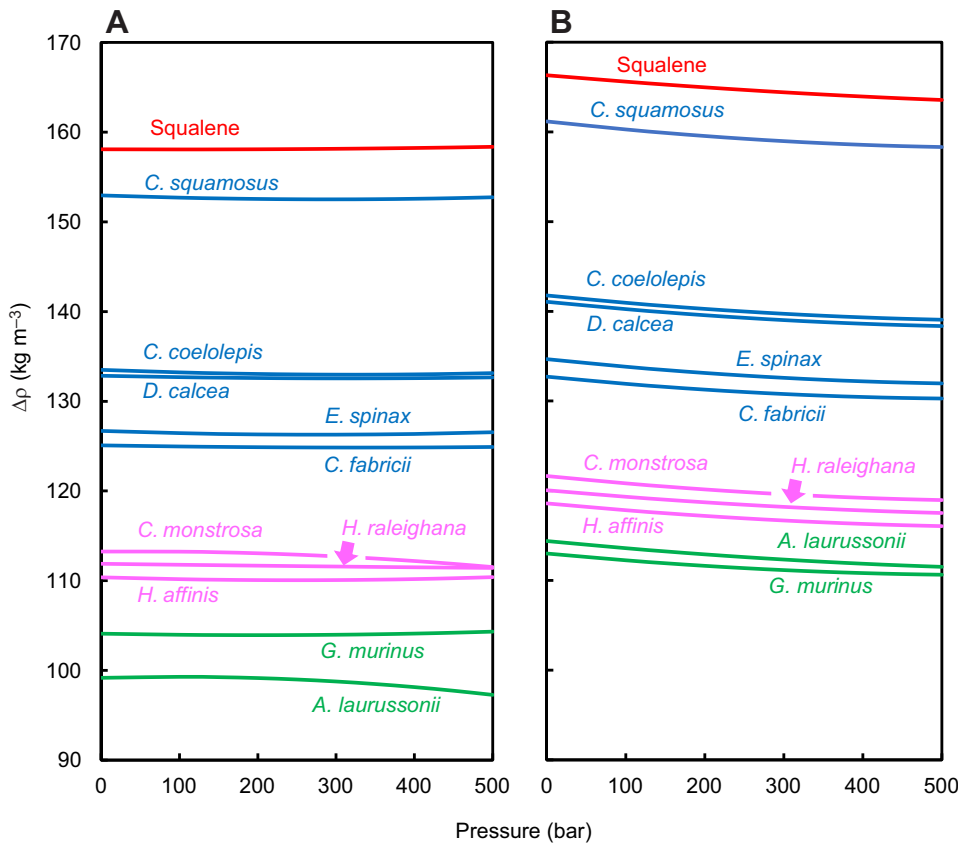 A
B
170
160
150
140
130
120
110
100
90
Δρ (kg m⁻³)
Squalene
C. squamosus
C. coelolepis
D. calcea
E. spinax
C. fabricii
C. monstrosa
H. raleighana
H. affinis
G. murinus
A. laurussonii
0 100 200 300 400 500
Squalene
C. squamosus
C. coelolepis
D. calcea
E. spinax
C. fabricii
C. monstrosa
H. raleighana
H. affinis
A. laurussonii
G. murinus
0 100 200 300 400 500
Pressure (bar)